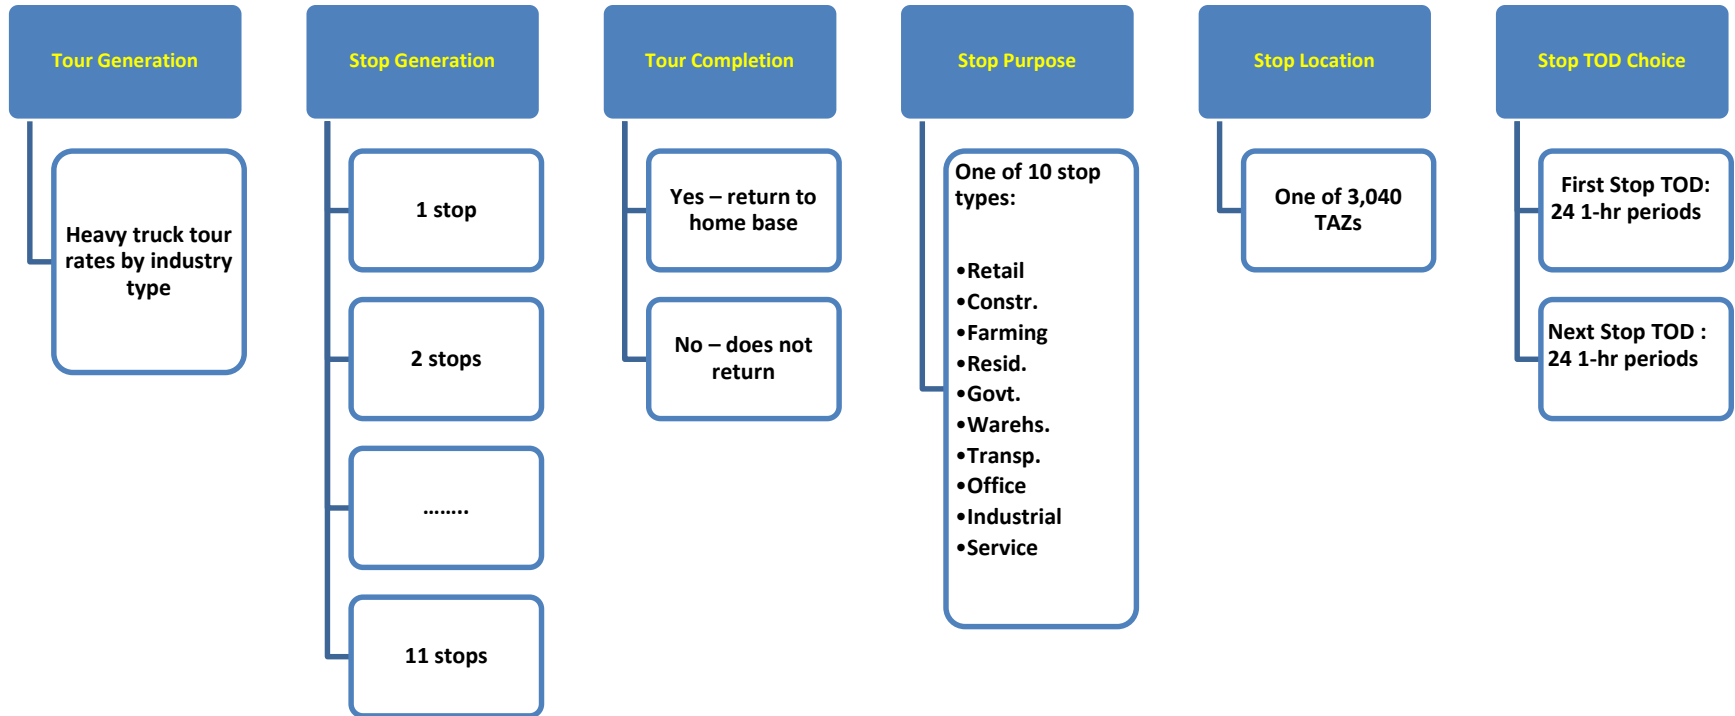 Tour Generation
Stop Generation
Tour Completion
Stop Purpose
Stop Location
Stop TOD Choice
Heavy truck tour
rates by industry
type
1 stop
2 stops
........
11 stops
Yes – return to
home base
No – does not
return
One of 10 stop
types:
•Retail
•Constr.
•Farming
•Resid.
•Govt.
•Warehs.
•Transp.
•Office
•Industrial
•Service
One of 3,040
TAZs
First Stop TOD:
24 1-hr periods
Next Stop TOD :
24 1-hr periods